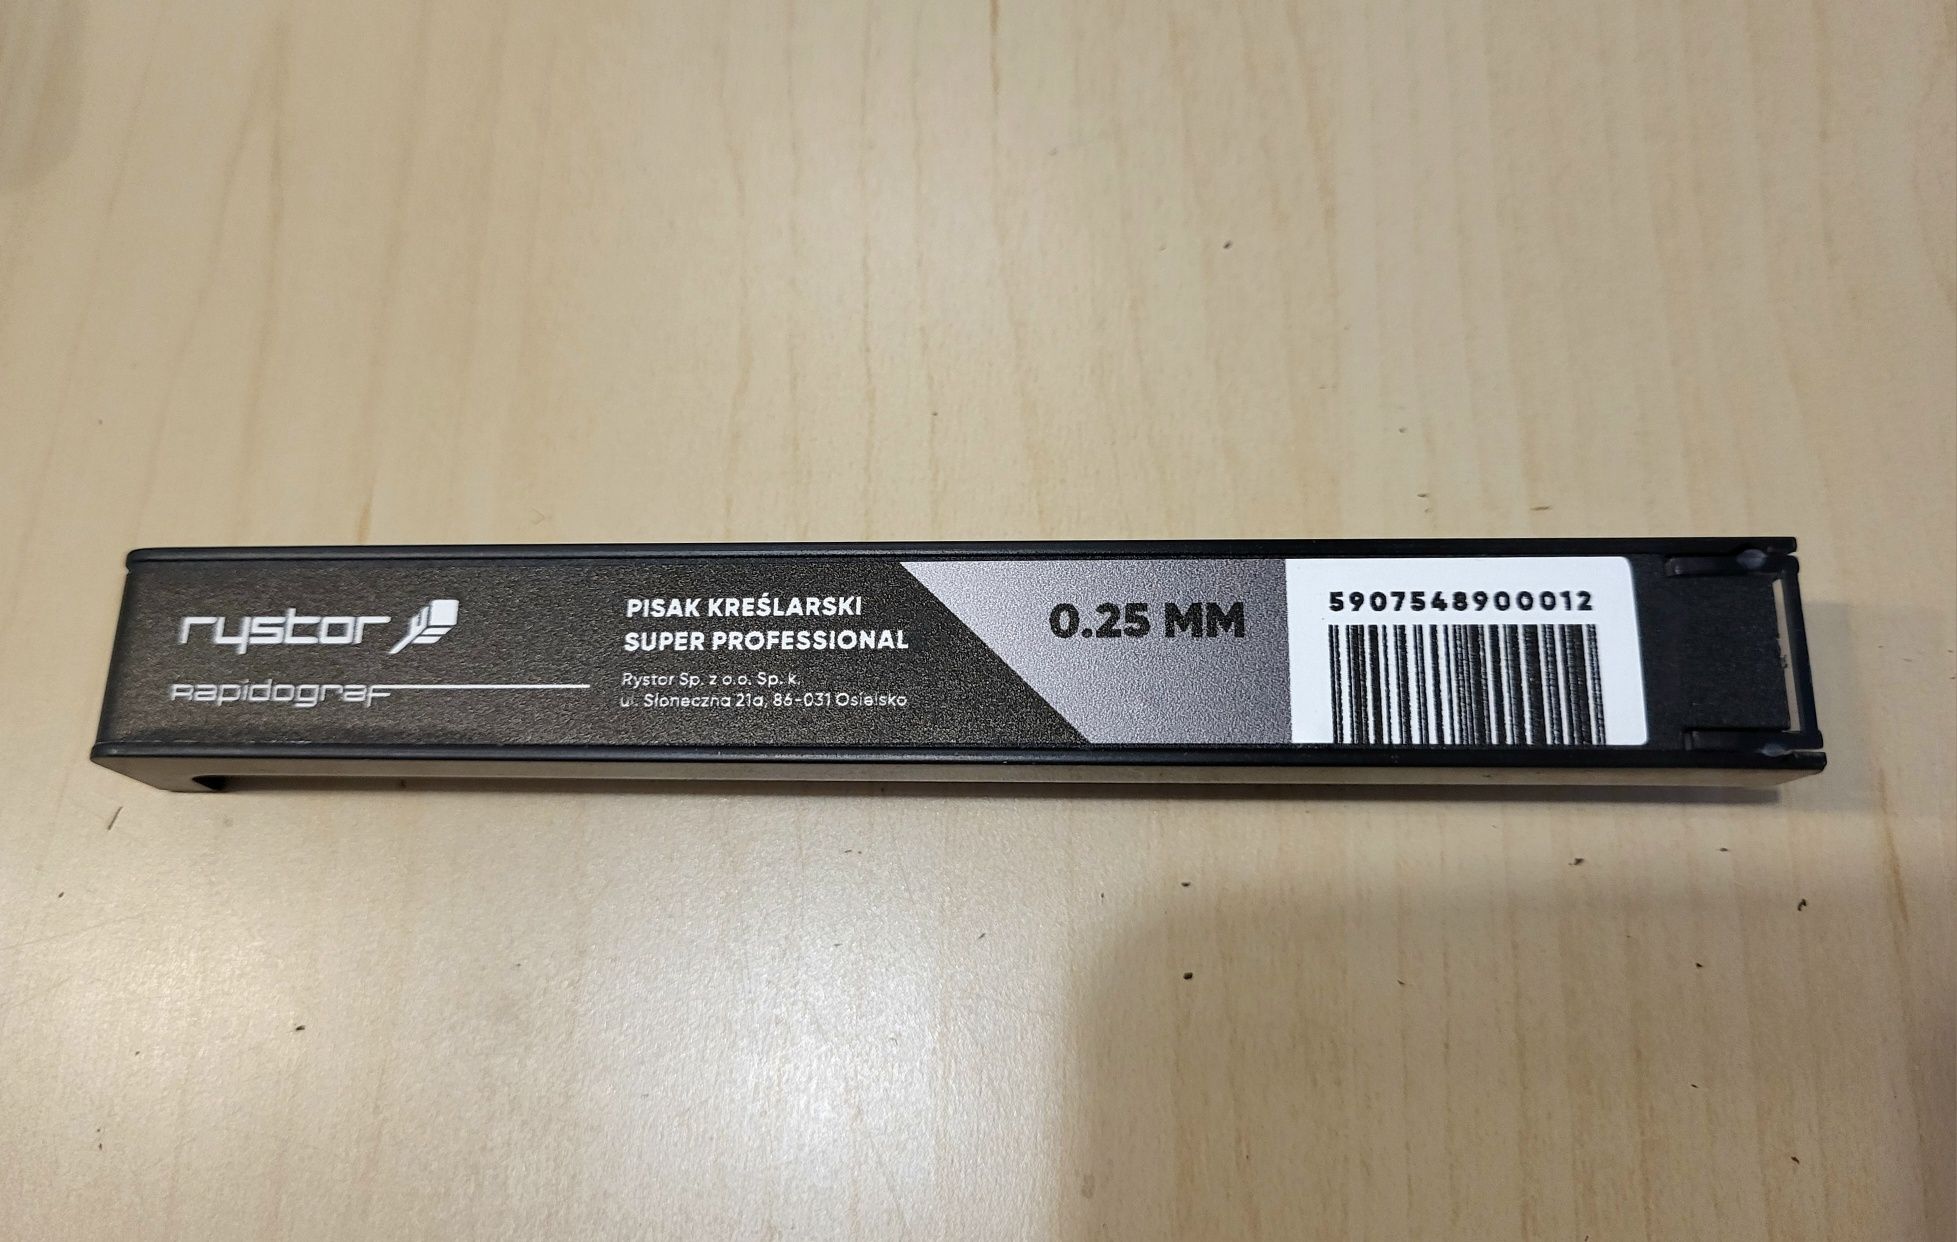 rystor
Rapidograf
PISAK KREŚLARSKI
SUPER PROFESSIONAL
Rystor Sp. z o.o. Sp. k.
ul. Słoneczna 21a, 86-031 Osielsko
0.25 MM
5907548900012